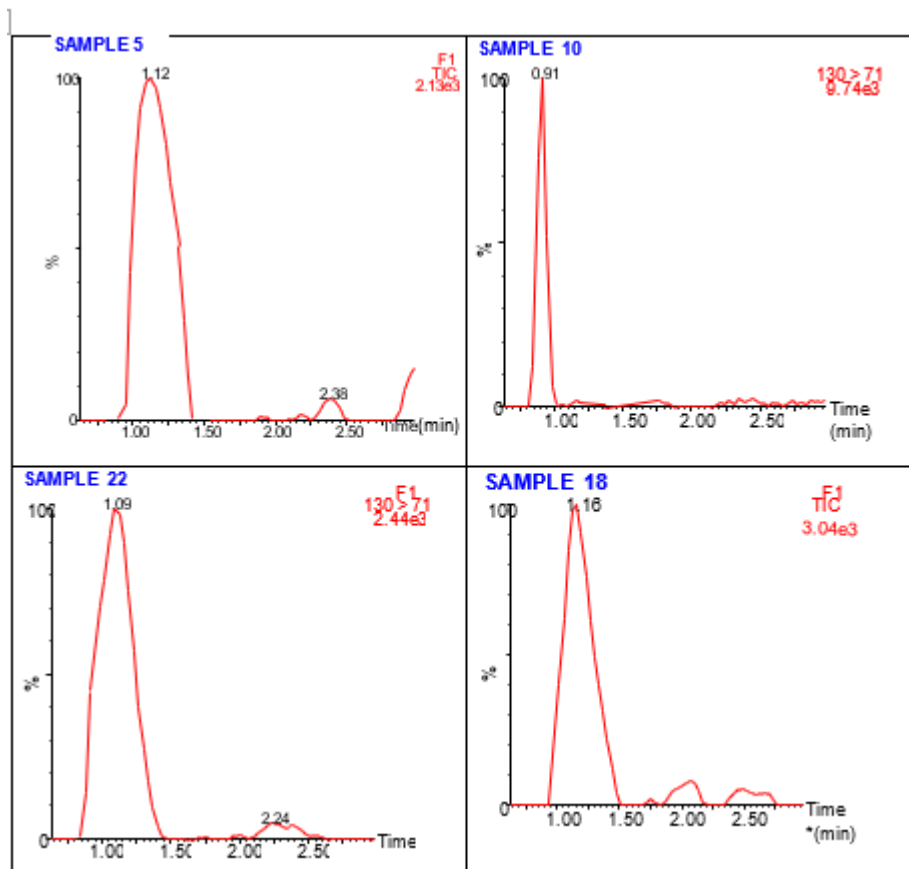 SAMPLE 5
F1
TIC
2.13e3
1.12
100
%
2.38
0
1.00 1.50 2.00 2.50 Time(min)
SAMPLE 10
130 > 71
9.74e3
0.91
100
%
0
1.00 1.50 2.00 2.50 Time
(min)
SAMPLE 22
F1
130 > 71
2.44e3
1.09
100
%
2.24
0
1.00 1.50 2.00 2.50 Time
SAMPLE 18
F1
TIC
3.04e3
1.16
100
%
0
1.00 1.50 2.00 2.50 Time
*(min)